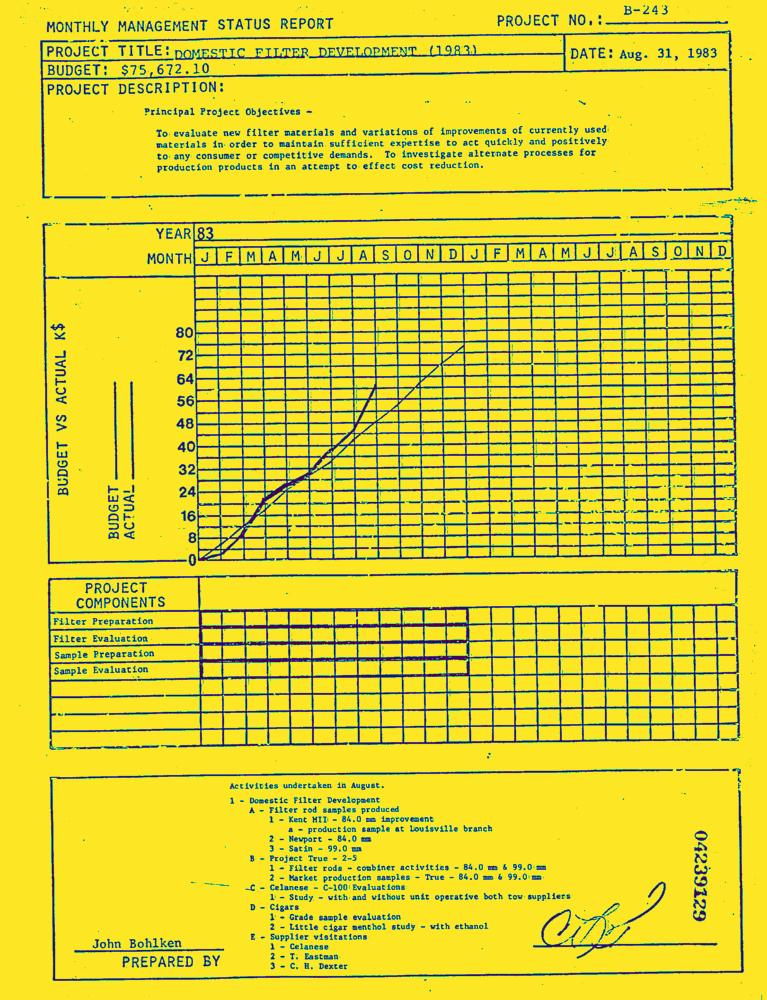 B-243
MONTHLY MANAGEMENT STATUS REPORT PROJECT NO.:
PROJECT TITLE: DOMESTIC FILTER DEVELOPMENT (1983) DATE: Aug. 31, 1983
BUDGET: $75,672.10
PROJECT DESCRIPTION:
Principal Project Objectives -
To evaluate new filter materials and variations of improvements of currently used
materials in order to maintain sufficient expertise to act quickly and positively
to any consumer or competitive demands. To investigate alternate processes for
production products in an attempt to effect cost reduction.
YEAR 83
MONTH J F M A M J J A S O N D J F M A M J J A S O N D
BUDGET VS ACTUAL K$
BUDGET
ACTUAL
80
72
64
56
48
40
32
24
16
8
0
PROJECT
COMPONENTS
Filter Preparation
Filter Evaluation
Sample Preparation
Sample Evaluation
Activities undertaken in August.
1 - Domestic Filter Development
A - Filter rod samples produced
1 - Kent MII - 84.0 mm improvement
a - production sample at Louisville branch
2 - Newport - 84.0 mm
3 - Satin - 99.0 mm
B - Project True - 2-5
1 - Filter rods - combiner activities - 84.0 mm & 99.0 mm
2 - Market production samples - True - 84.0 mm & 99.0 mm
C - Celanese - C-100 Evaluations
1 - Study - with and without unit operative both tow suppliers
D - Cigars
1 - Grade sample evaluation
2 - Little cigar menthol study - with ethanol
E - Supplier visitations
1 - Celanese
2 - T. Eastman
3 - C. H. Dexter
John Bohlken
PREPARED BY
04239129